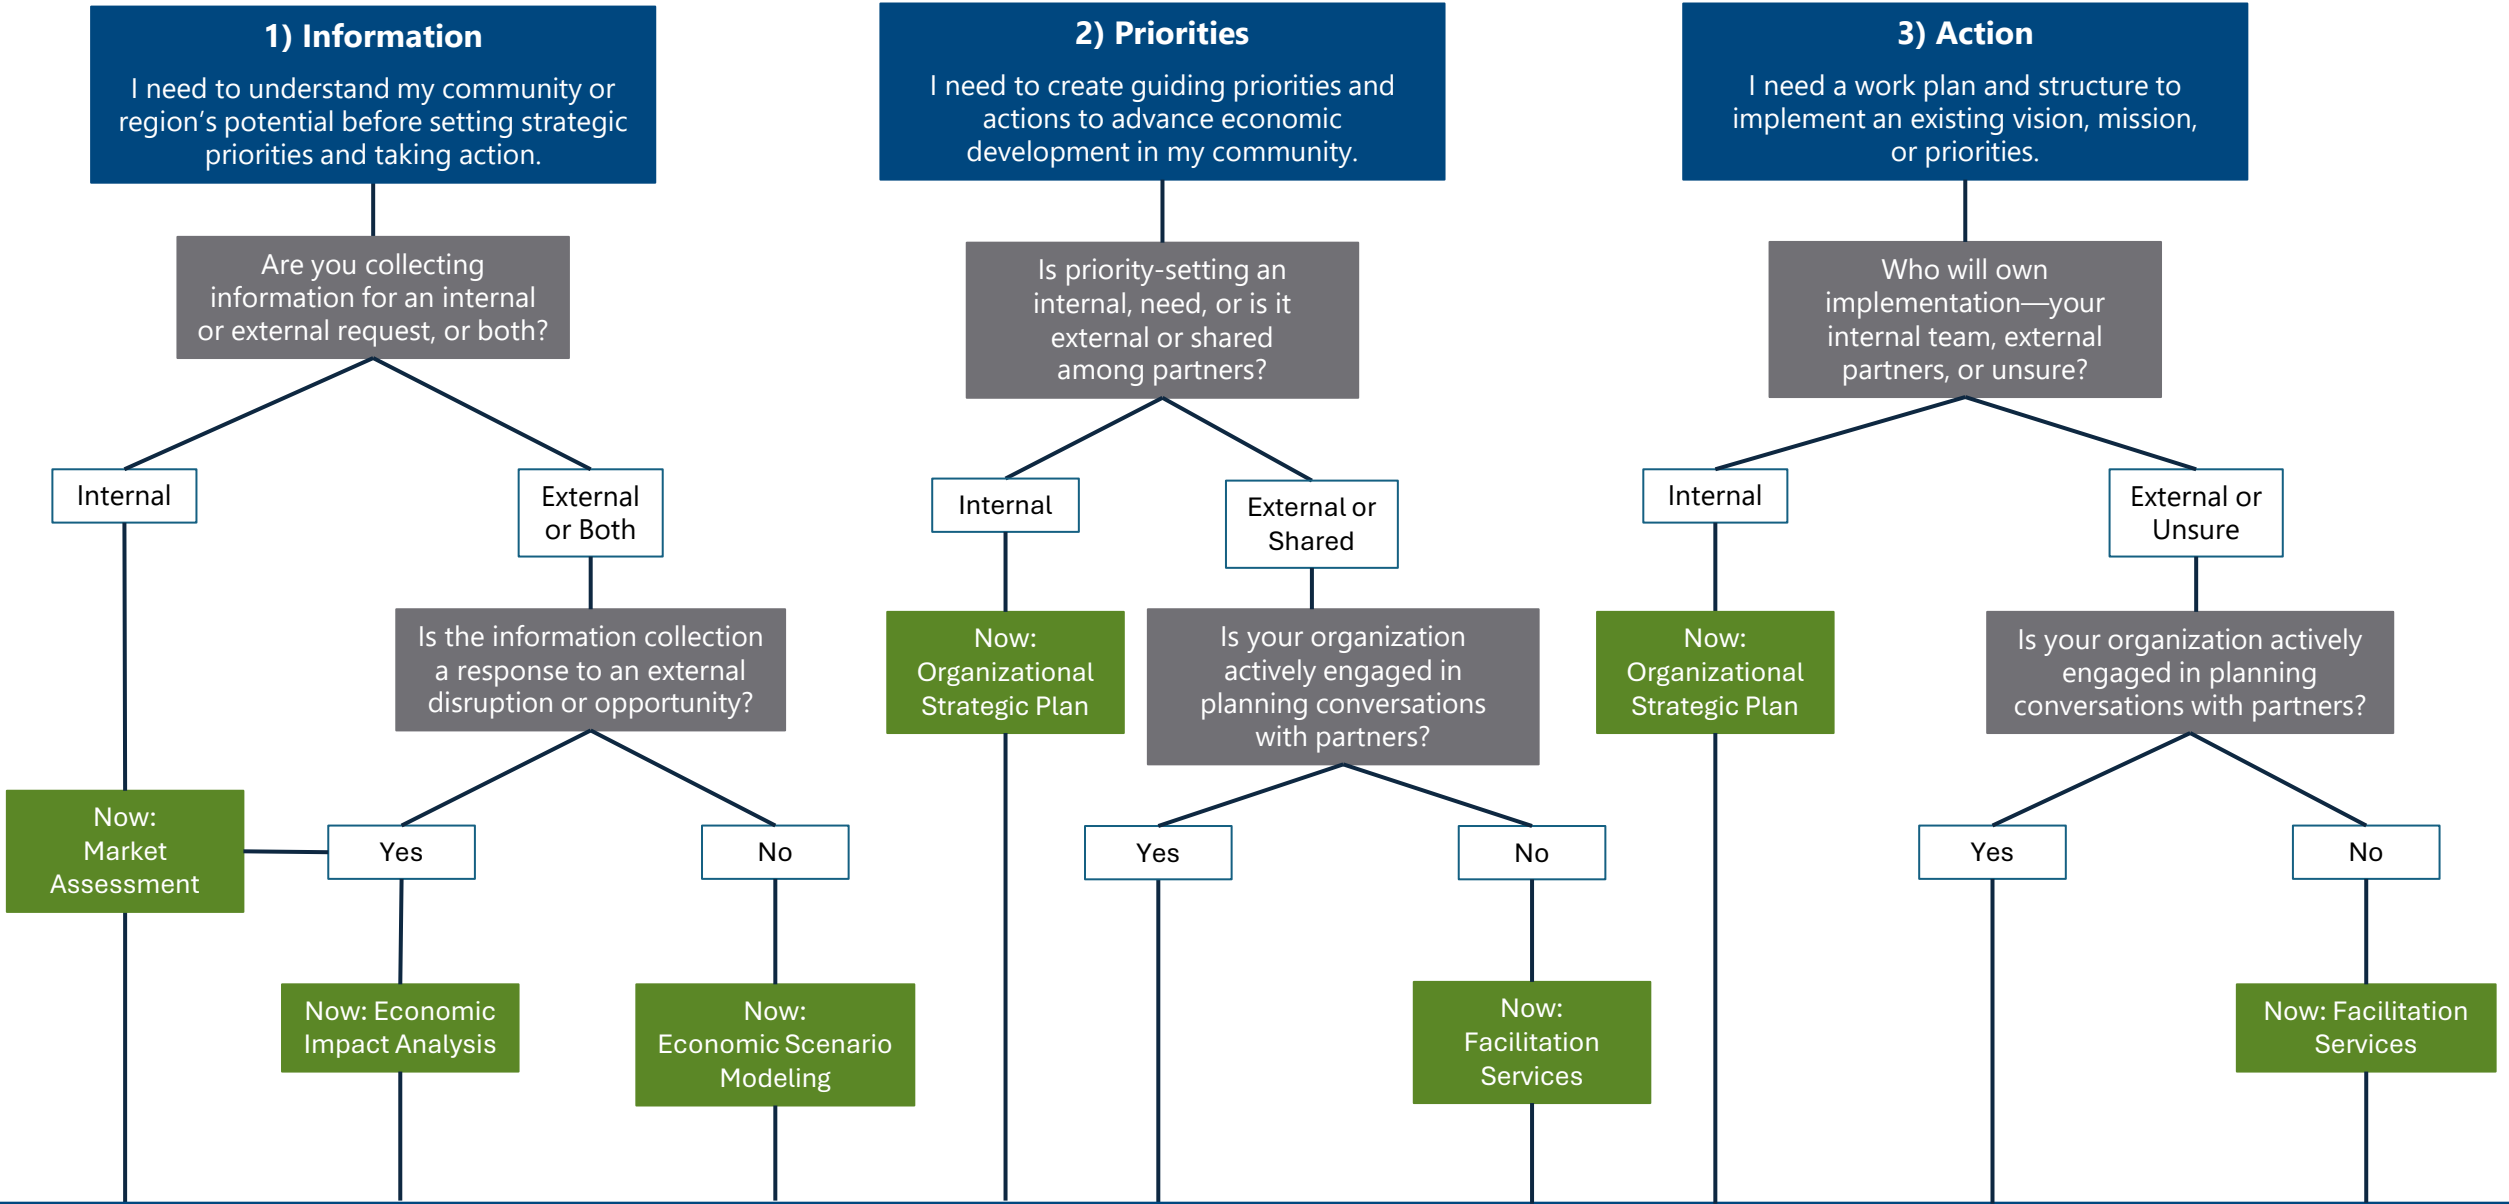 1) Information
I need to understand my community or
region’s potential before setting strategic
priorities and taking action.
Are you collecting
information for an internal
or external request, or both?
Internal
External
or Both
Is the information collection
a response to an external
disruption or opportunity?
Now:
Market
Assessment
Yes
No
Now: Economic
Impact Analysis
Now:
Economic Scenario
Modeling
2) Priorities
I need to create guiding priorities and
actions to advance economic
development in my community.
Is priority-setting an
internal, need, or is it
external or shared
among partners?
Internal
External or
Shared
Now:
Organizational
Strategic Plan
Is your organization
actively engaged in
planning conversations
with partners?
Yes
No
Now:
Facilitation
Services
3) Action
I need a work plan and structure to
implement an existing vision, mission,
or priorities.
Who will own
implementation—your
internal team, external
partners, or unsure?
Internal
External or
Unsure
Now:
Organizational
Strategic Plan
Is your organization actively
engaged in planning
conversations with partners?
Yes
No
Now: Facilitation
Services